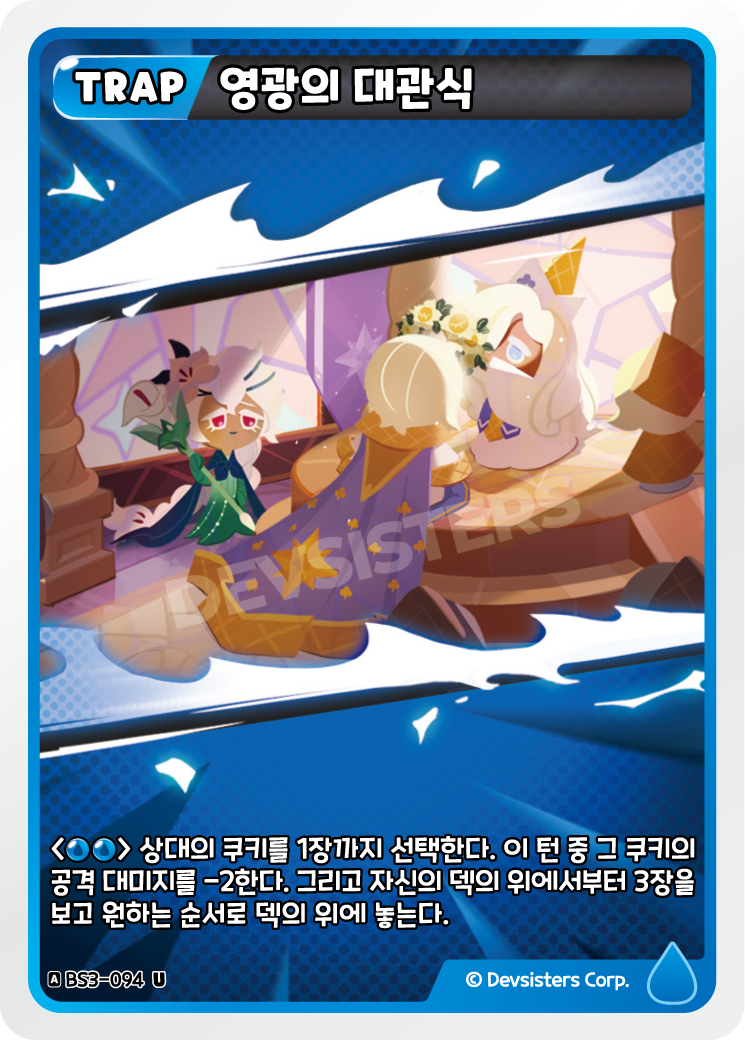 TRAP 영광의 대관식
DEVSISTERS
< > 상대의 쿠키를 1장까지 선택한다. 이 턴 중 그 쿠키의
공격 대미지를 -2한다. 그리고 자신의 덱의 위에서부터 3장을
보고 원하는 순서로 덱의 위에 놓는다.
A BS3-094 U
© Devsisters Corp.